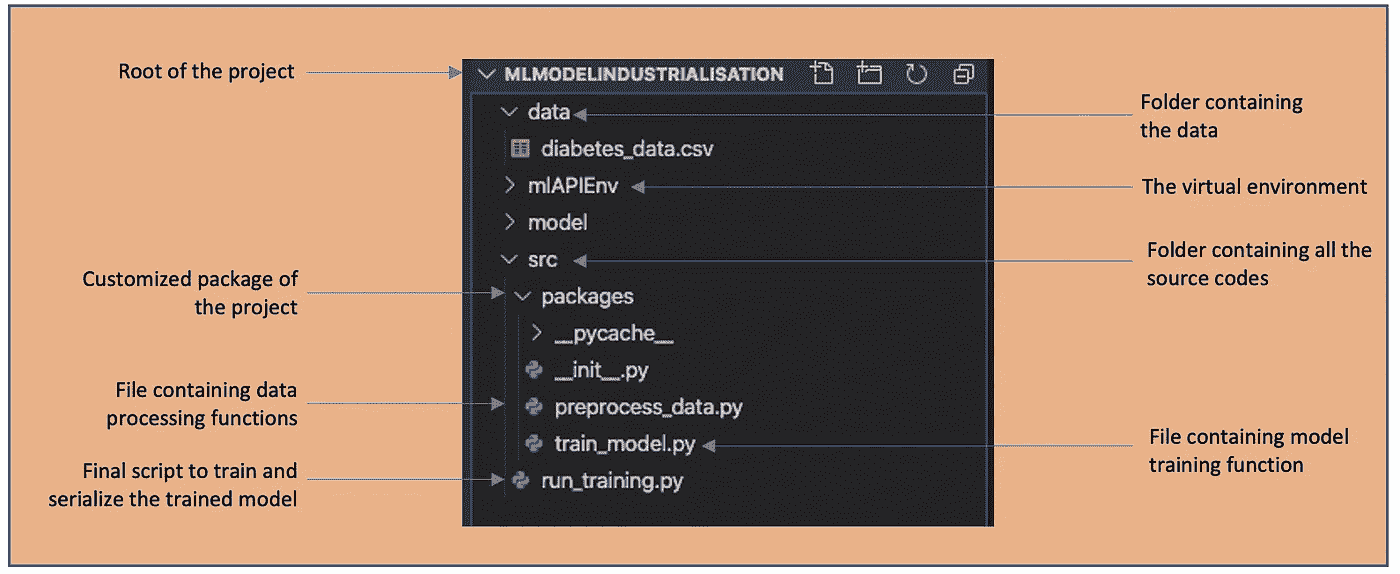 Root of the project
MLMODELINDUSTRIALISATION
data
Folder containing
the data
diabetes_data.csv
mlAPIEnv
The virtual environment
model
src
Folder containing all the
source codes
Customized package of
the project
packages
__pycache__
__init__.py
File containing data
processing functions
preprocess_data.py
train_model.py
File containing model
training function
Final script to train and
serialize the trained model
run_training.py